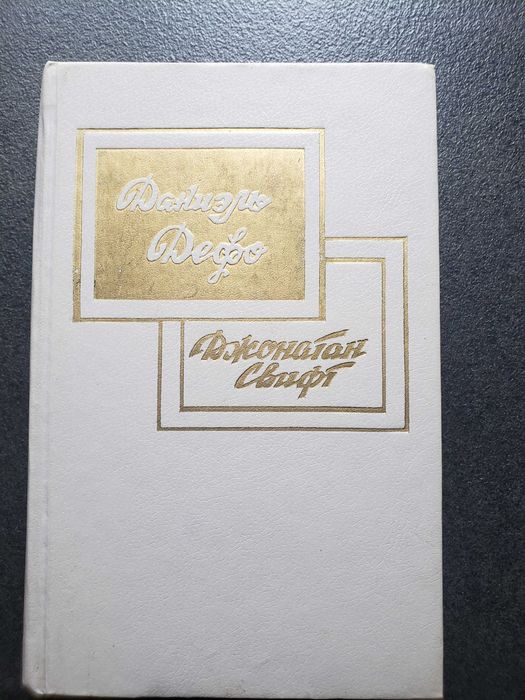 Даниэль
Дефо
Джонатан
Свифт